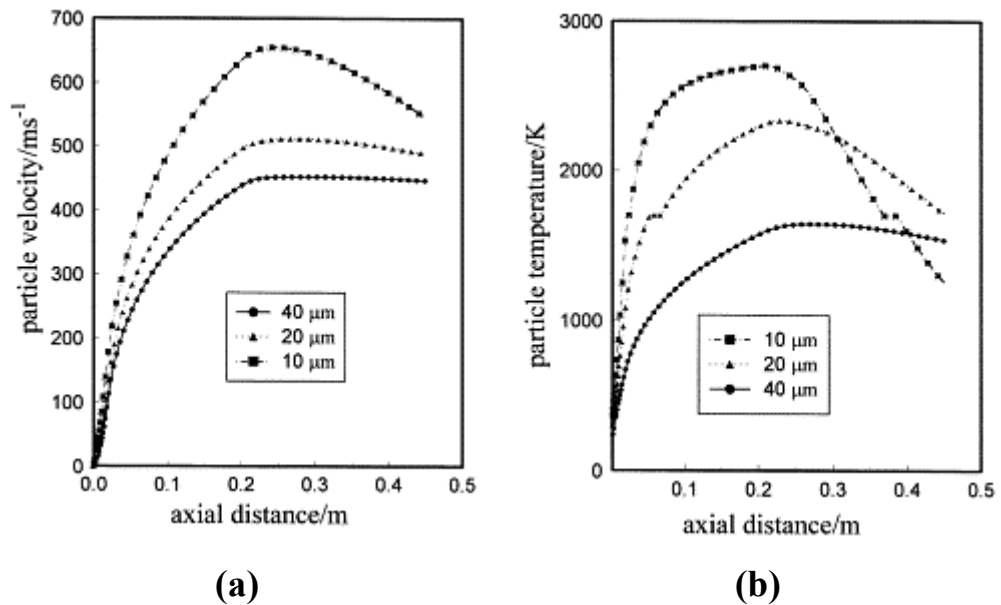 700
600
500
400
300
200
100
0
particle velocity/ms⁻¹
40 μm
20 μm
10 μm
0.0 0.1 0.2 0.3 0.4 0.5
axial distance/m
(a)
3000
2000
1000
0
particle temperature/K
10 μm
20 μm
40 μm
0.1 0.2 0.3 0.4 0.5
axial distance/m
(b)